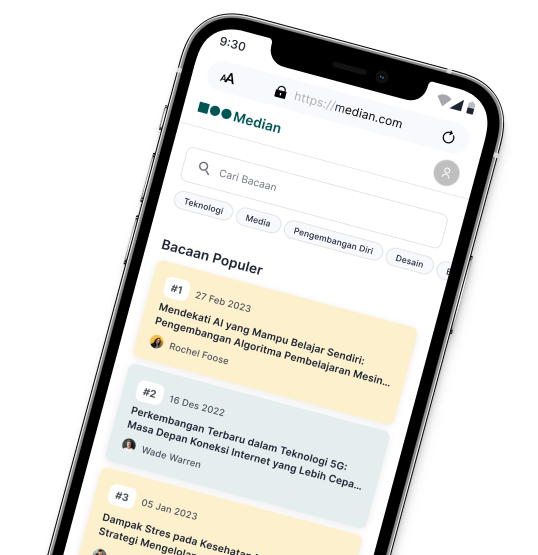 9:30
AA
https://median.com
Median
Cari Bacaan
Teknologi
Media
Pengembangan Diri
Desain
Bacaan Populer
#1
27 Feb 2023
Mendekati AI yang Mampu Belajar Sendiri:
Pengembangan Algoritma Pembelajaran Mesin...
Rochel Foose
#2
16 Des 2022
Perkembangan Terbaru dalam Teknologi 5G:
Masa Depan Koneksi Internet yang Lebih Cepa...
Wade Warren
#3
05 Jan 2023
Dampak Stres pada Kesehatan
Strategi Mengelola